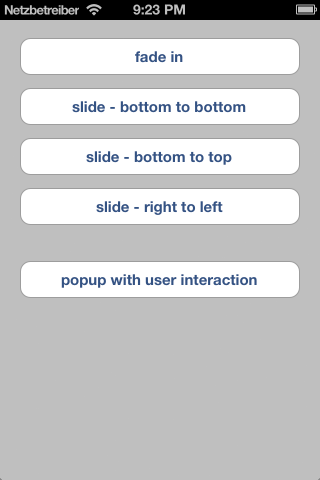 Netzbetreiber 9:23 PM
fade in
slide - bottom to bottom
slide - bottom to top
slide - right to left
popup with user interaction